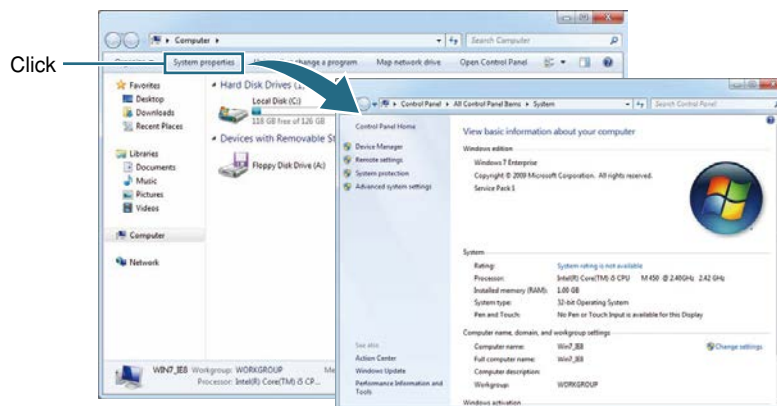 Click
Computer
Search Computer
System properties
change a program
Map network drive
Open Control Panel
Favorites
Desktop
Downloads
Recent Places
Libraries
Documents
Music
Pictures
Videos
Computer
Network
Hard Disk Drives (1)
Local Disk (C:)
118 GB free of 126 GB
Devices with Removable St
Floppy Disk Drive (A:)
WIN7_IE8 Workgroup: WORKGROUP Me
Processor: Intel(R) Core(TM) i5 CP...
Control Panel All Control Panel Items System
Search Control Panel
Control Panel Home
Device Manager
Remote settings
System protection
Advanced system settings
See also
Action Center
Windows Update
Performance Information and
Tools
View basic information about your computer
Windows edition
Windows 7 Enterprise
Copyright © 2009 Microsoft Corporation. All rights reserved.
Service Pack 1
System
Rating: System rating is not available
Processor: Intel(R) Core(TM) i5 CPU M 450 @ 2.40GHz 2.42 GHz
Installed memory (RAM): 1.00 GB
System type: 32-bit Operating System
Pen and Touch: No Pen or Touch Input is available for this Display
Computer name, domain, and workgroup settings
Computer name: Win7_IE8
Change settings
Full computer name: Win7_IE8
Computer description:
Workgroup: WORKGROUP
Windows activation